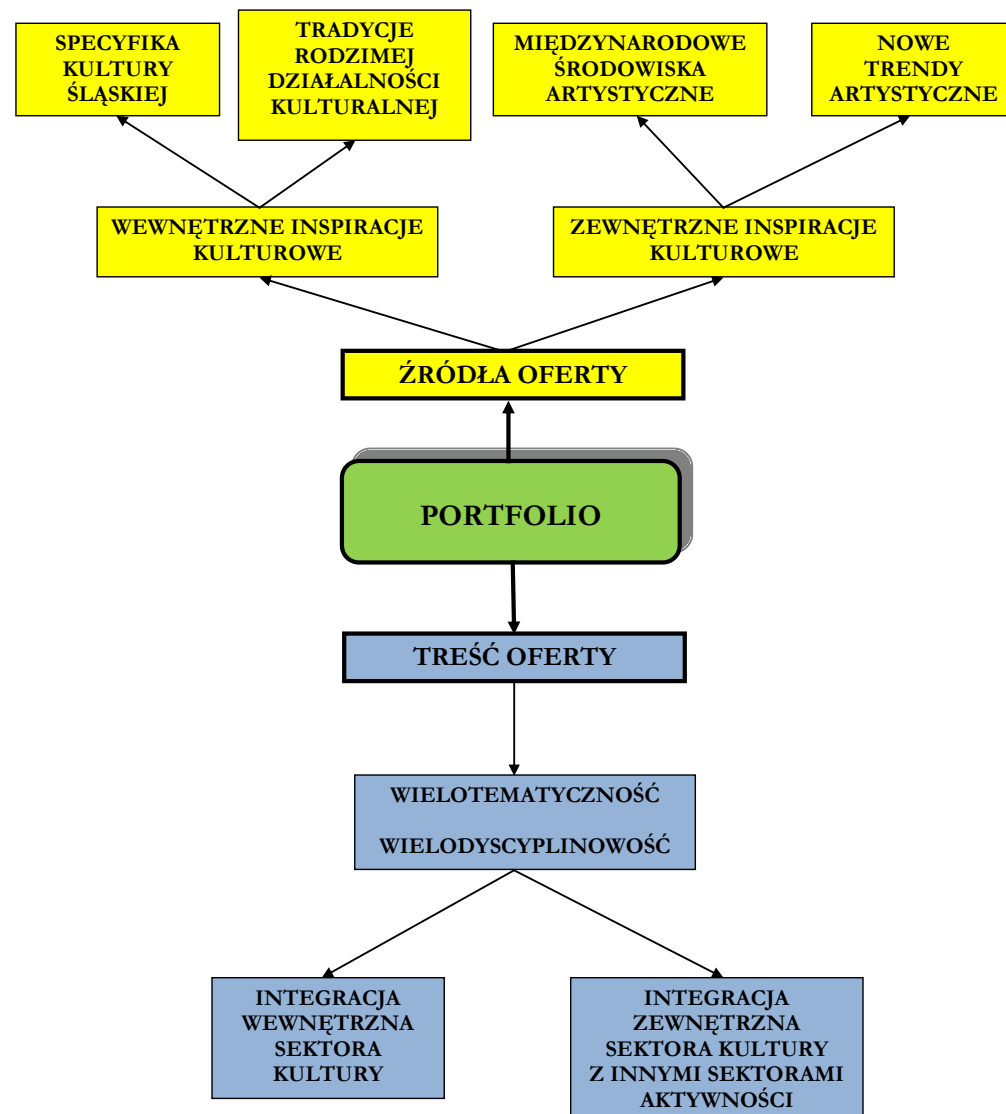 SPECYFIKA
KULTURY
ŚLĄSKIEJ
TRADYCJE
RODZIMEJ
DZIAŁALNOŚCI
KULTURALNEJ
MIĘDZYNARODOWE
ŚRODOWISKA
ARTYSTYCZNE
NOWE
TRENDY
ARTYSTYCZNE
WEWNĘTRZNE INSPIRACJE
KULTUROWE
ZEWNĘTRZNE INSPIRACJE
KULTUROWE
ŹRÓDŁA OFERTY
PORTFOLIO
TREŚĆ OFERTY
WIELOTEMATYCZNOŚĆ
WIELODYSCYPLINOWOŚĆ
INTEGRACJA
WEWNĘTRZNA
SEKTORA
KULTURY
INTEGRACJA
ZEWNĘTRZNA
SEKTORA KULTURY
Z INNYMI SEKTORAMI
AKTYWNOŚCI